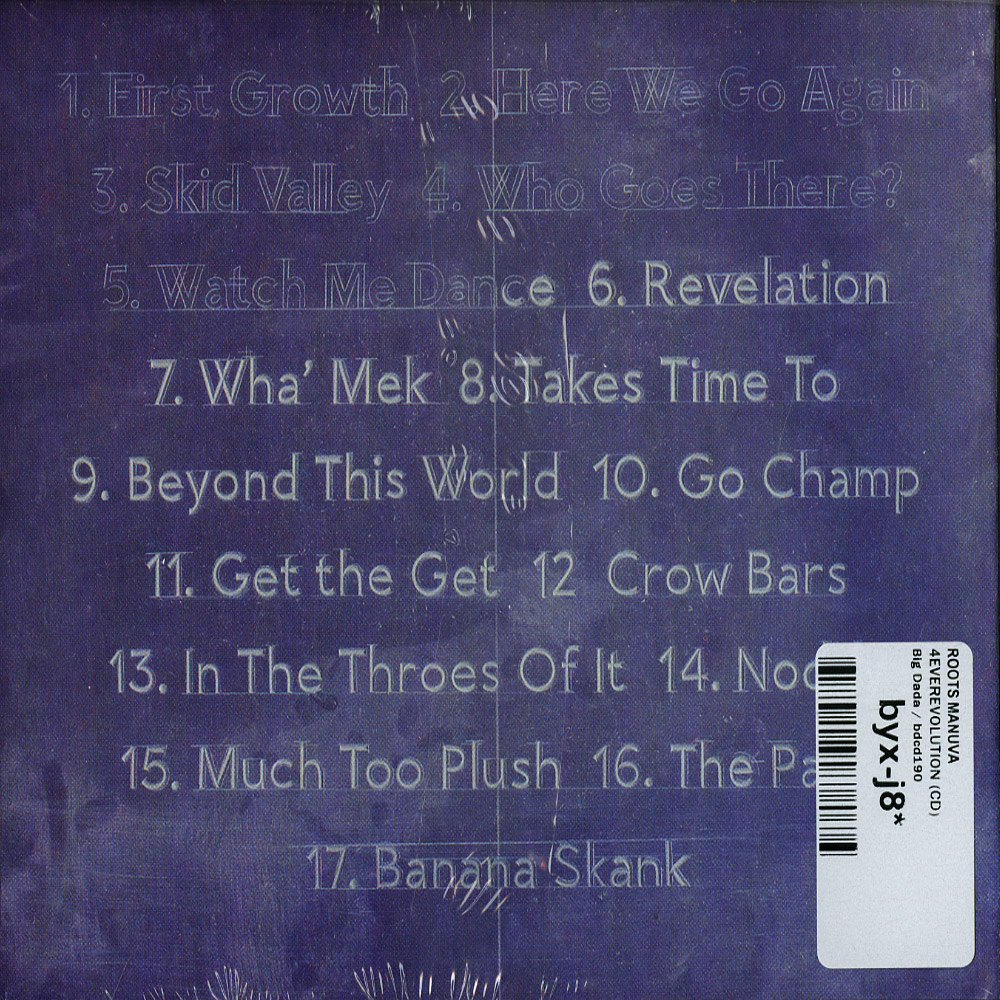 1. First Growth 2. Here We Go Again
3. Skid Valley 4. Who Goes There?
5. Watch Me Dance 6. Revelation
7. Wha' Mek 8. Takes Time To
9. Beyond This World 10. Go Champ
11. Get the Get 12 Crow Bars
13. In The Throes Of It 14. 
15. Much Too Plush 16. The
17. Banana Skank
ROOTS MANUVA
4EVEREVOLUTION (CD)
Big Dada / bdcd190
byx-j8*